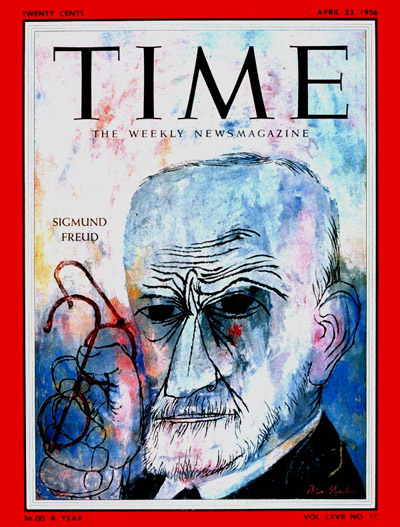 TWENTY CENTS
APRIL 23, 1956
TIME
THE WEEKLY NEWSMAGAZINE
SIGMUND
FREUD
$6.00 A YEAR
VOL. LXVII NO. 17